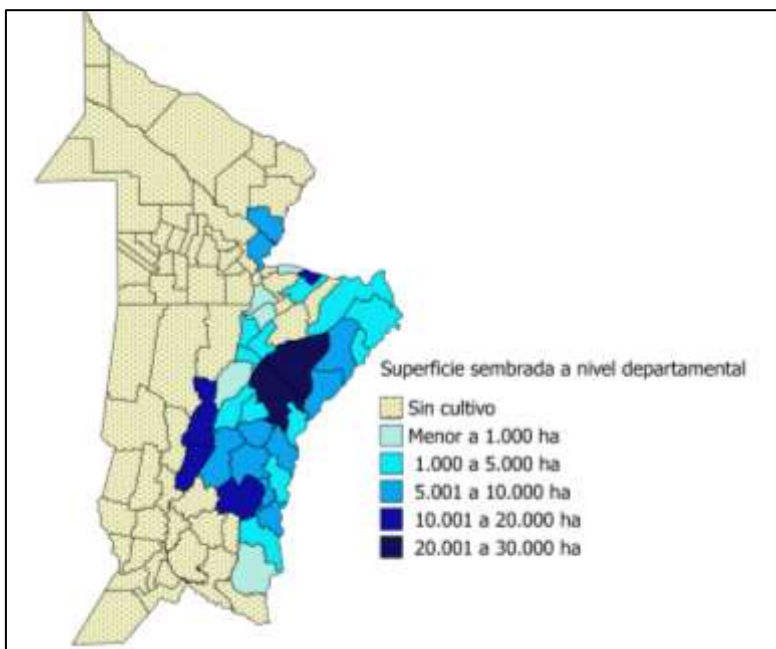 Superficie sembrada a nivel departamental
Sin cultivo
Menor a 1.000 ha
1.000 a 5.000 ha
5.001 a 10.000 ha
10.001 a 20.000 ha
20.001 a 30.000 ha